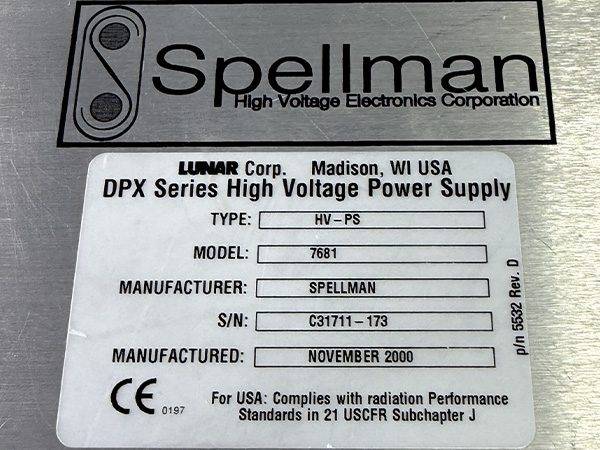 Spellman
High Voltage Electronics Corporation
LUNAR Corp. Madison, WI USA
DPX Series High Voltage Power Supply
TYPE: HV-PS
MODEL: 7681
MANUFACTURER: SPELLMAN
S/N: C31711-173
MANUFACTURED: NOVEMBER 2000
CE 0197
For USA: Complies with radiation Performance
Standards in 21 USCFR Subchapter J
p/n 5532 Rev. D